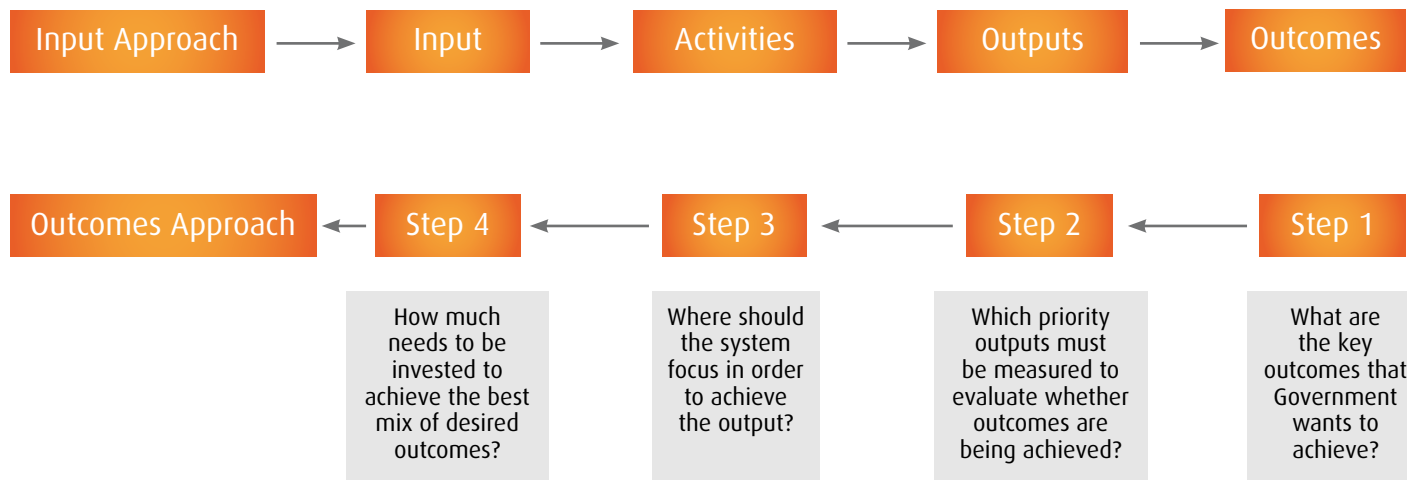 Input Approach
Input
Activities
Outputs
Outcomes
Outcomes Approach
Step 4
Step 3
Step 2
Step 1
How much
needs to be
invested to
achieve the best
mix of desired
outcomes?
Where should
the system
focus in order
to achieve
the output?
Which priority
outputs must
be measured to
evaluate whether
outcomes are
being achieved?
What are
the key
outcomes that
Government
wants to
achieve?